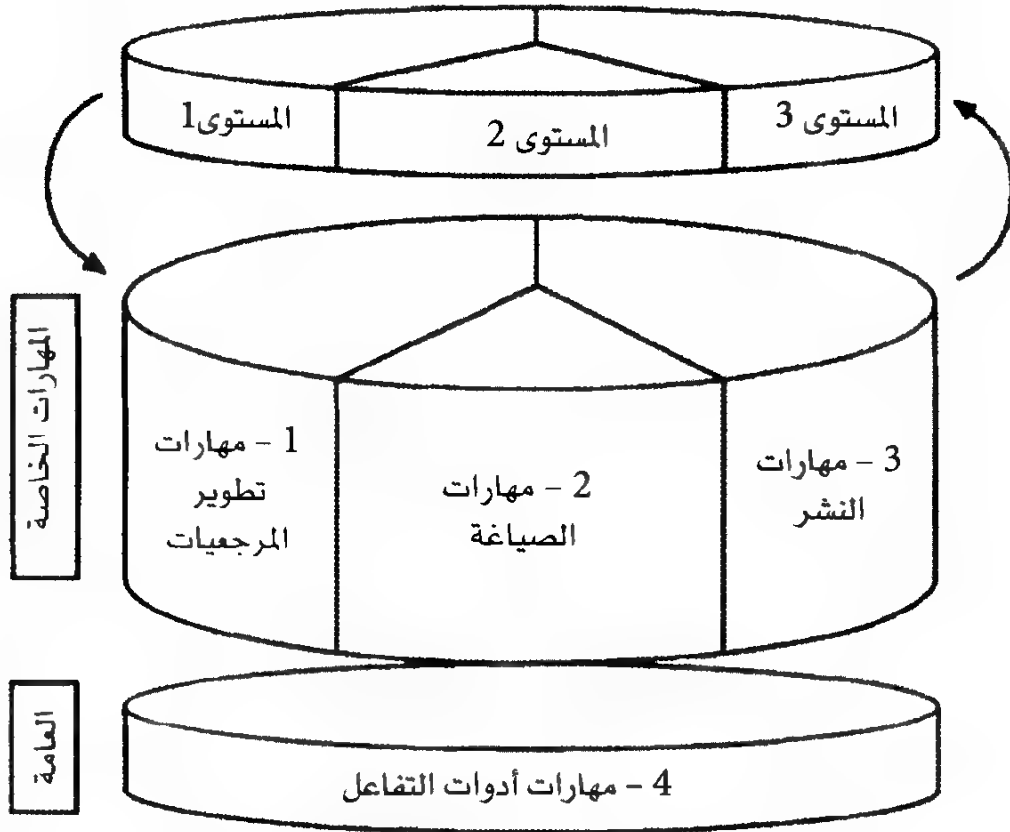 المستوى1
المستوى 2
المستوى 3
المهارات الخاصة
1 – مهارات
تطوير
المرجعيات
2 – مهارات
الصياغة
3 – مهارات
النشر
العامة
4 – مهارات أدوات التفاعل